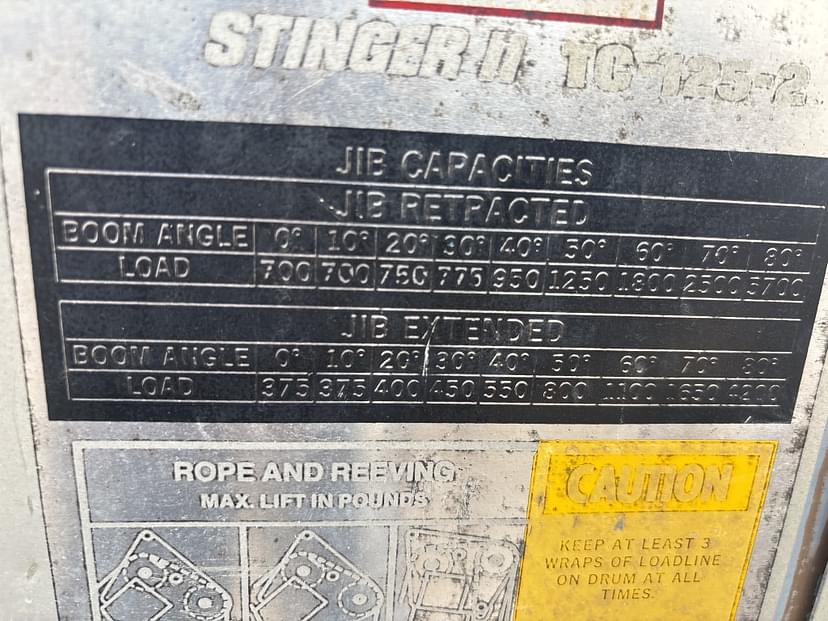 STINGER II TC-125-2
JIB CAPACITIES
JIB RETRACTED
BOOM ANGLE 0° 10° 20° 30° 40° 50° 60° 70° 80°
LOAD 700 700 750 775 950 1250 1800 2500 5700
JIB EXTENDED
BOOM ANGLE 0° 10° 20° 30° 40° 50° 60° 70° 80°
LOAD 375 375 400 450 550 800 1100 1650 4200
ROPE AND REEVING
MAX. LIFT IN POUNDS
CAUTION
KEEP AT LEAST 3
WRAPS OF LOADLINE
ON DRUM AT ALL
TIMES.